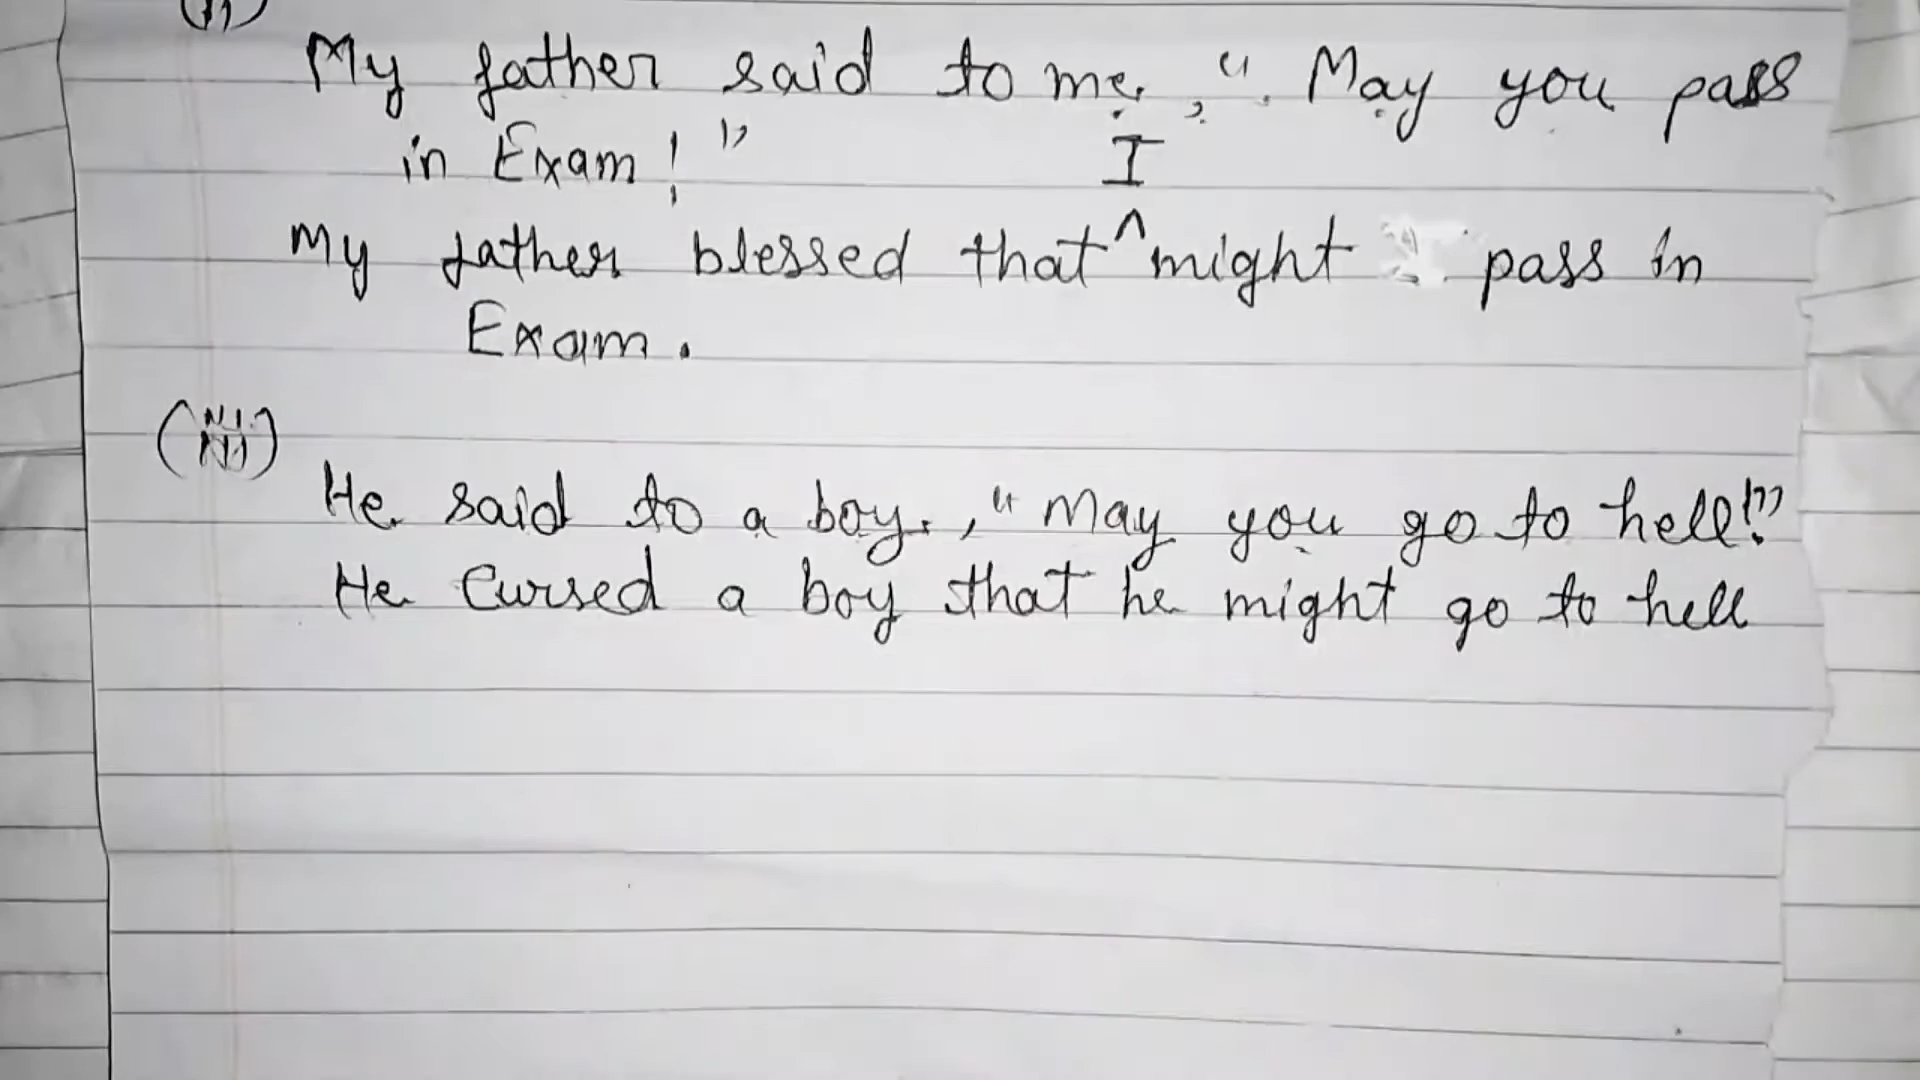 (ii)
My father said to me, "May you pass
in Exam!"
I
My father blessed that ^ might pass in
Exam.
(iii)
He said to a boy, "May you go to hell!"
He cursed a boy that he might go to hell